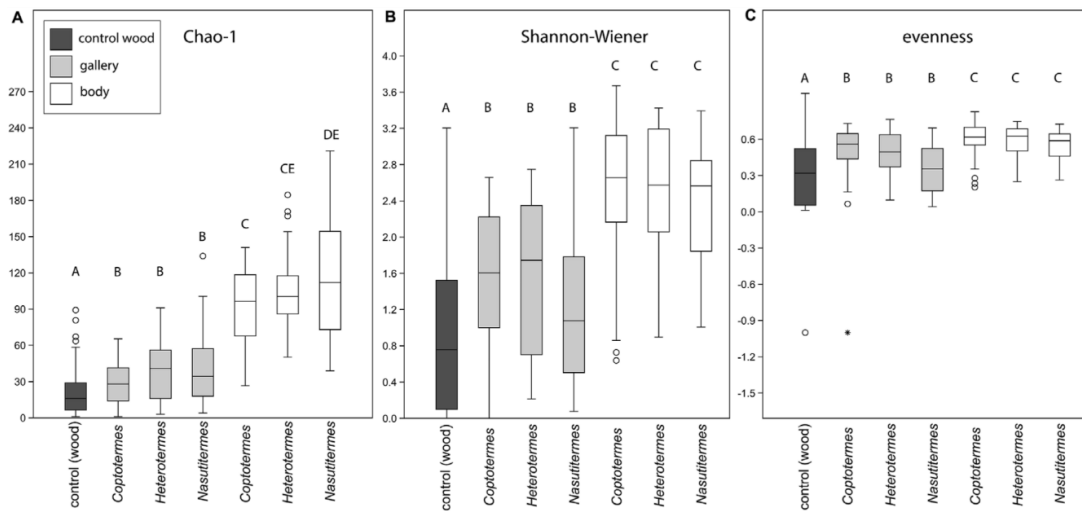 A
Chao-1
control wood
gallery
body
270
240
210
180
150
120
90
60
30
0
A
B
B
B
C
CE
DE
control (wood)
Coptotermes
Heterotermes
Nasutitermes
Coptotermes
Heterotermes
Nasutitermes
B
Shannon-Wiener
4.0
3.6
3.2
2.8
2.4
2.0
1.6
1.2
0.8
0.4
0.0
A
B
B
B
C
C
C
control (wood)
Coptotermes
Heterotermes
Nasutitermes
Coptotermes
Heterotermes
Nasutitermes
C
evenness
0.6
0.3
0.0
-0.3
-0.6
-0.9
-1.2
-1.5
A
B
B
B
C
C
C
control (wood)
Coptotermes
Heterotermes
Nasutitermes
Coptotermes
Heterotermes
Nasutitermes